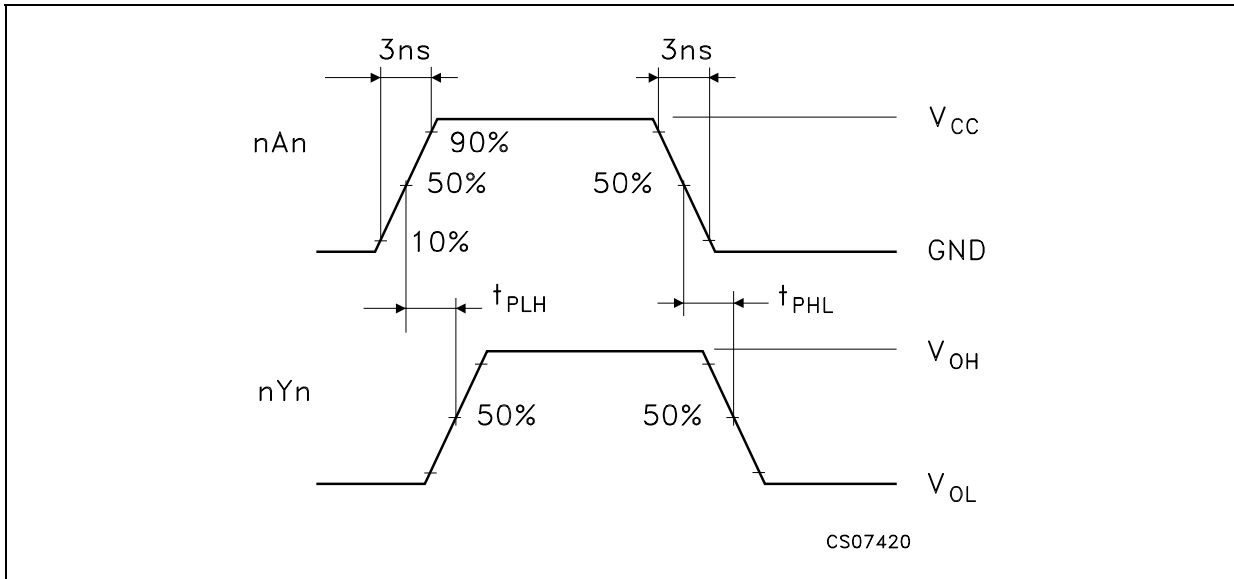 3ns
3ns
V_CC
nAn
90%
50%
50%
10%
GND
t_PLH
t_PHL
V_OH
nYn
50%
50%
V_OL
CS07420